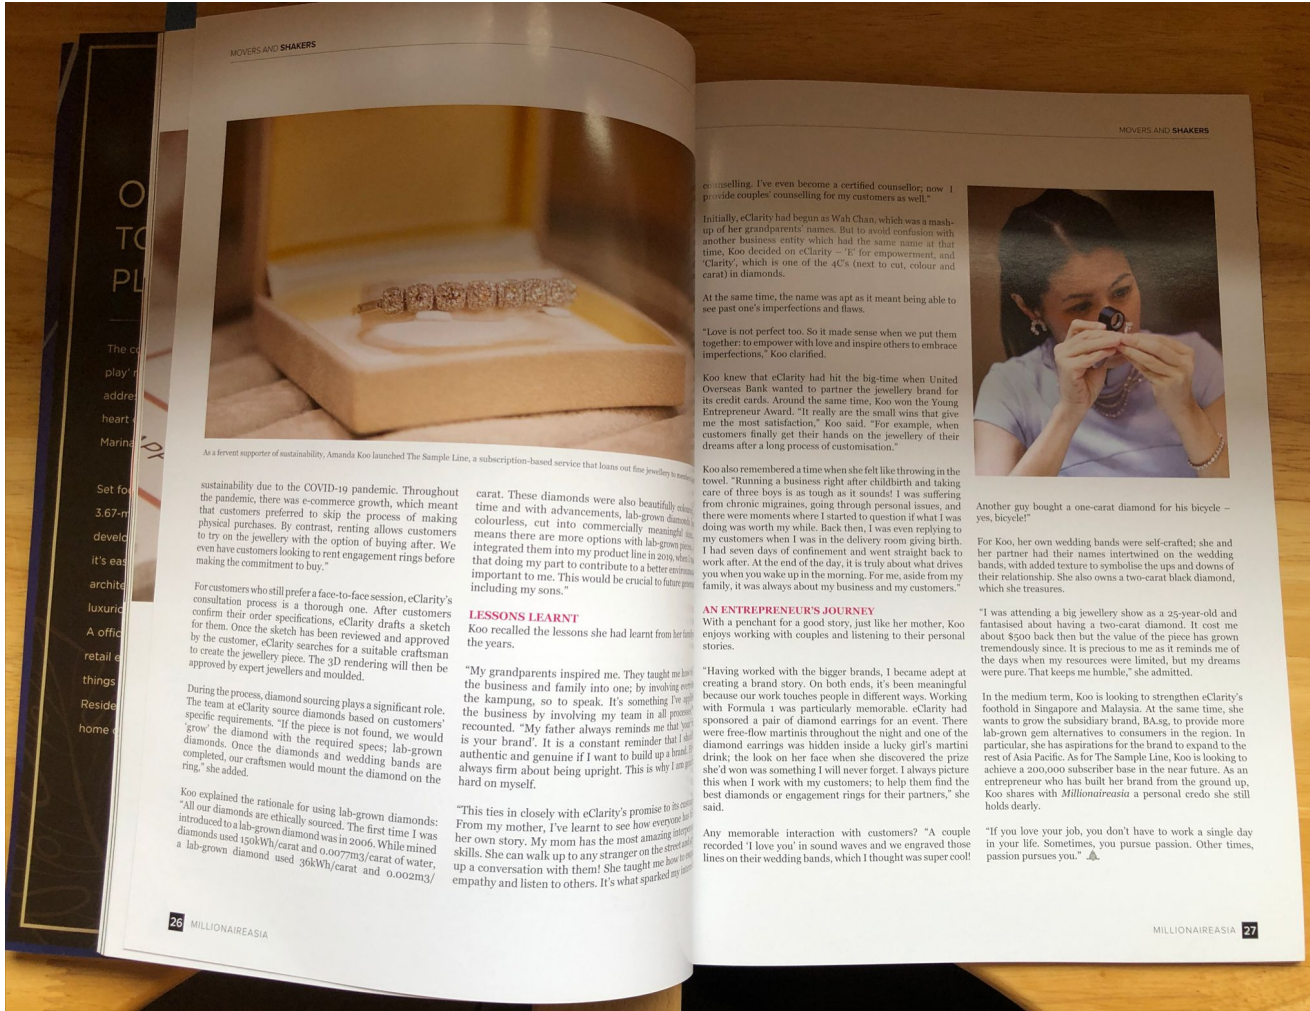 O
TO
PL
The co
play' r
addre
heart
Marina
Set fo
3.67-m
develo
it's eas
archite
luxuric
A offic
retail e
things
Reside
home
MOVERS AND SHAKERS
As a fervent supporter of sustainability, Amanda Koo launched The Sample Line, a subscription-based service that loans out fine jewellery to
sustainability due to the COVID-19 pandemic. Throughout
the pandemic, there was e-commerce growth, which meant
that customers preferred to skip the process of making
physical purchases. By contrast, renting allows customers
to try on the jewellery with the option of buying after. We
even have customers looking to rent engagement rings before
making the commitment to buy."
For customers who still prefer a face-to-face session, eClarity's
consultation process is a thorough one. After customers
confirm their order specifications, eClarity drafts a sketch
for them. Once the sketch has been reviewed and approved
by the customer, eClarity searches for a suitable craftsman
to create the jewellery piece. The 3D rendering will then be
approved by expert jewellers and moulded.
During the process, diamond sourcing plays a significant role.
The team at eClarity source diamonds based on customers'
specific requirements. "If the piece is not found, we would
'grow' the diamond with the required specs; lab-grown
diamonds. Once the diamonds and wedding bands are
completed, our craftsmen would mount the diamond on the
ring," she added.
Koo explained the rationale for using lab-grown diamonds:
"All our diamonds are ethically sourced. The first time I was
introduced to a lab-grown diamond was in 2006. While mined
diamonds used 150kWh/carat and 0.0077m3/carat of water,
a lab-grown diamond used 36kWh/carat and 0.002m3/
carat. These diamonds were also beautifully
time and with advancements, lab-grown
colourless, cut into commercially meaningful
means there are more options with lab-grown
integrated them into my product line in 2019,
that doing my part to contribute to a better
important to me. This would be crucial to future
including my sons."
LESSONS LEARNT
Koo recalled the lessons she had learnt from her
the years.
"My grandparents inspired me. They taught me
the business and family into one; by involving
the kampung, so to speak. It's something I've
the business by involving my team in all
recounted. "My father always reminds me that
is your brand'. It is a constant reminder that I
authentic and genuine if I want to build up a brand.
always firm about being upright. This is why I am
hard on myself.
"This ties in closely with eClarity's promise to its
From my mother, I've learnt to see how everyone has
her own story. My mom has the most amazing
skills. She can walk up to any stranger on the street
up a conversation with them! She taught me how to
empathy and listen to others. It's what sparked my
26 MILLIONAIREASIA
MOVERS AND SHAKERS
counselling. I've even become a certified counsellor; now I
provide couples' counselling for my customers as well."
Initially, eClarity had begun as Wah Chan, which was a mash-
up of her grandparents' names. But to avoid confusion with
another business entity which had the same name at that
time, Koo decided on eClarity – 'E' for empowerment, and
'Clarity', which is one of the 4C's (next to cut, colour and
carat) in diamonds.
At the same time, the name was apt as it meant being able to
see past one's imperfections and flaws.
"Love is not perfect too. So it made sense when we put them
together: to empower with love and inspire others to embrace
imperfections," Koo clarified.
Koo knew that eClarity had hit the big-time when United
Overseas Bank wanted to partner the jewellery brand for
its credit cards. Around the same time, Koo won the Young
Entrepreneur Award. "It really are the small wins that give
me the most satisfaction," Koo said. "For example, when
customers finally get their hands on the jewellery of their
dreams after a long process of customisation."
Koo also remembered a time when she felt like throwing in the
towel. "Running a business right after childbirth and taking
care of three boys is as tough as it sounds! I was suffering
from chronic migraines, going through personal issues, and
there were moments where I started to question if what I was
doing was worth my while. Back then, I was even replying to
my customers when I was in the delivery room giving birth.
I had seven days of confinement and went straight back to
work after. At the end of the day, it is truly about what drives
you when you wake up in the morning. For me, aside from my
family, it was always about my business and my customers."
AN ENTREPRENEUR'S JOURNEY
With a penchant for a good story, just like her mother, Koo
enjoys working with couples and listening to their personal
stories.
"Having worked with the bigger brands, I became adept at
creating a brand story. On both ends, it's been meaningful
because our work touches people in different ways. Working
with Formula 1 was particularly memorable. eClarity had
sponsored a pair of diamond earrings for an event. There
were free-flow martinis throughout the night and one of the
diamond earrings was hidden inside a lucky girl's martini
drink; the look on her face when she discovered the prize
she'd won was something I will never forget. I always picture
this when I work with my customers; to help them find the
best diamonds or engagement rings for their partners," she
said.
Any memorable interaction with customers? "A couple
recorded 'I love you' in sound waves and we engraved those
lines on their wedding bands, which I thought was super cool!
Another guy bought a one-carat diamond for his bicycle –
yes, bicycle!"
For Koo, her own wedding bands were self-crafted; she and
her partner had their names intertwined on the wedding
bands, with added texture to symbolise the ups and downs of
their relationship. She also owns a two-carat black diamond,
which she treasures.
"I was attending a big jewellery show as a 25-year-old and
fantasised about having a two-carat diamond. It cost me
about $500 back then but the value of the piece has grown
tremendously since. It is precious to me as it reminds me of
the days when my resources were limited, but my dreams
were pure. That keeps me humble," she admitted.
In the medium term, Koo is looking to strengthen eClarity's
foothold in Singapore and Malaysia. At the same time, she
wants to grow the subsidiary brand, BA.sg, to provide more
lab-grown gem alternatives to consumers in the region. In
particular, she has aspirations for the brand to expand to the
rest of Asia Pacific. As for The Sample Line, Koo is looking to
achieve a 200,000 subscriber base in the near future. As an
entrepreneur who has built her brand from the ground up,
Koo shares with Millionaireasia a personal credo she still
holds dearly.
"If you love your job, you don't have to work a single day
in your life. Sometimes, you pursue passion. Other times,
passion pursues you."
MILLIONAIREASIA 27